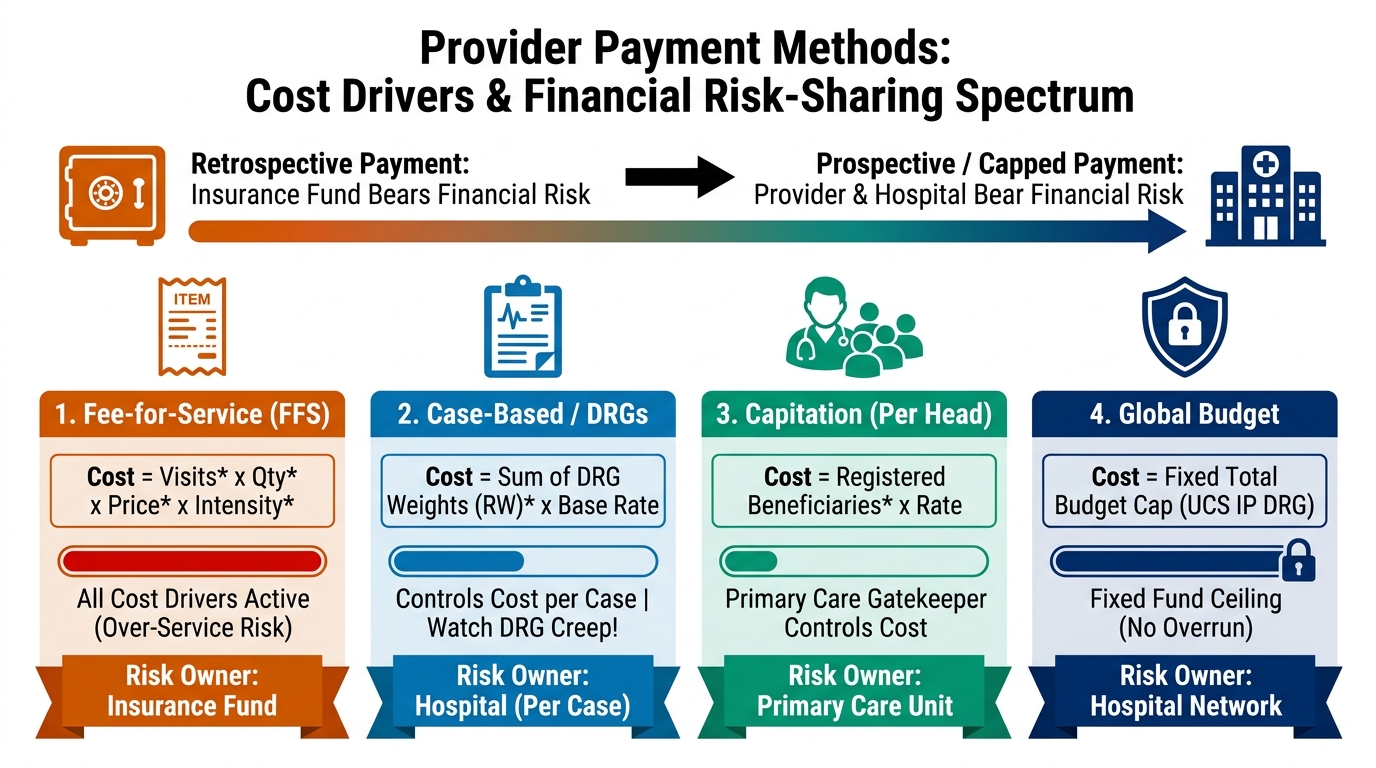 Provider Payment Methods:
Cost Drivers & Financial Risk-Sharing Spectrum
Retrospective Payment:
Insurance Fund Bears Financial Risk
Prospective / Capped Payment:
Provider & Hospital Bear Financial Risk
ITEM
1. Fee-for-Service (FFS)
Cost = Visits* x Qty*
x Price* x Intensity*
All Cost Drivers Active
(Over-Service Risk)
Risk Owner:
Insurance Fund
2. Case-Based / DRGs
Cost = Sum of DRG
Weights (RW)* x Base Rate
Controls Cost per Case |
Watch DRG Creep!
Risk Owner:
Hospital (Per Case)
3. Capitation (Per Head)
Cost = Registered
Beneficiaries* x Rate
Primary Care Gatekeeper
Controls Cost
Risk Owner:
Primary Care Unit
4. Global Budget
Cost = Fixed Total
Budget Cap (UCS IP DRG)
Fixed Fund Ceiling
(No Overrun)
Risk Owner:
Hospital Network